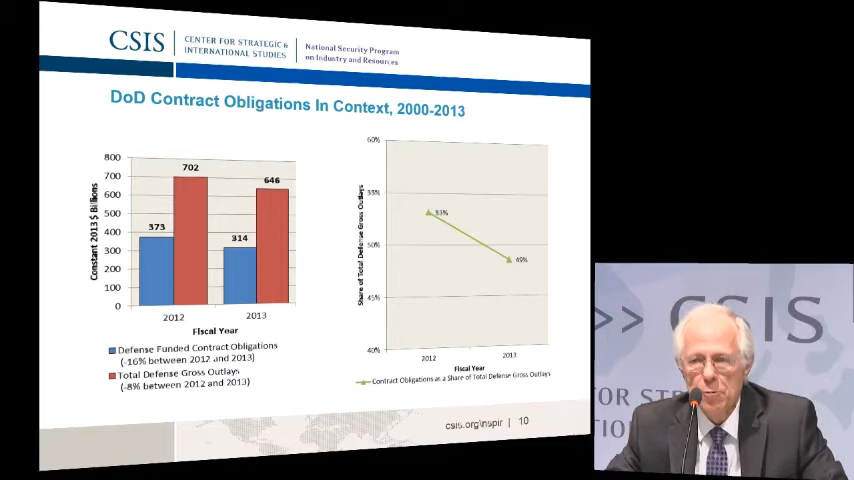 CSIS
CENTER FOR STRATEGIC &
INTERNATIONAL STUDIES
National Security Program
on Industry and Resources
DoD Contract Obligations In Context, 2000-2013
Constant 2013 $ Billions
800
700
600
500
400
300
200
100
0
373
702
314
646
2012
2013
Fiscal Year
Defense Funded Contract Obligations
(-16% between 2012 and 2013)
Total Defense Gross Outlays
(-8% between 2012 and 2013)
Share of Total Defense Gross Outlays
60%
55%
50%
45%
40%
53%
49%
2012
2013
Fiscal Year
Contract Obligations as a Share of Total Defense Gross Outlays
csis.org\nspir | 10
>> CSIS
FOR STRA
TIO